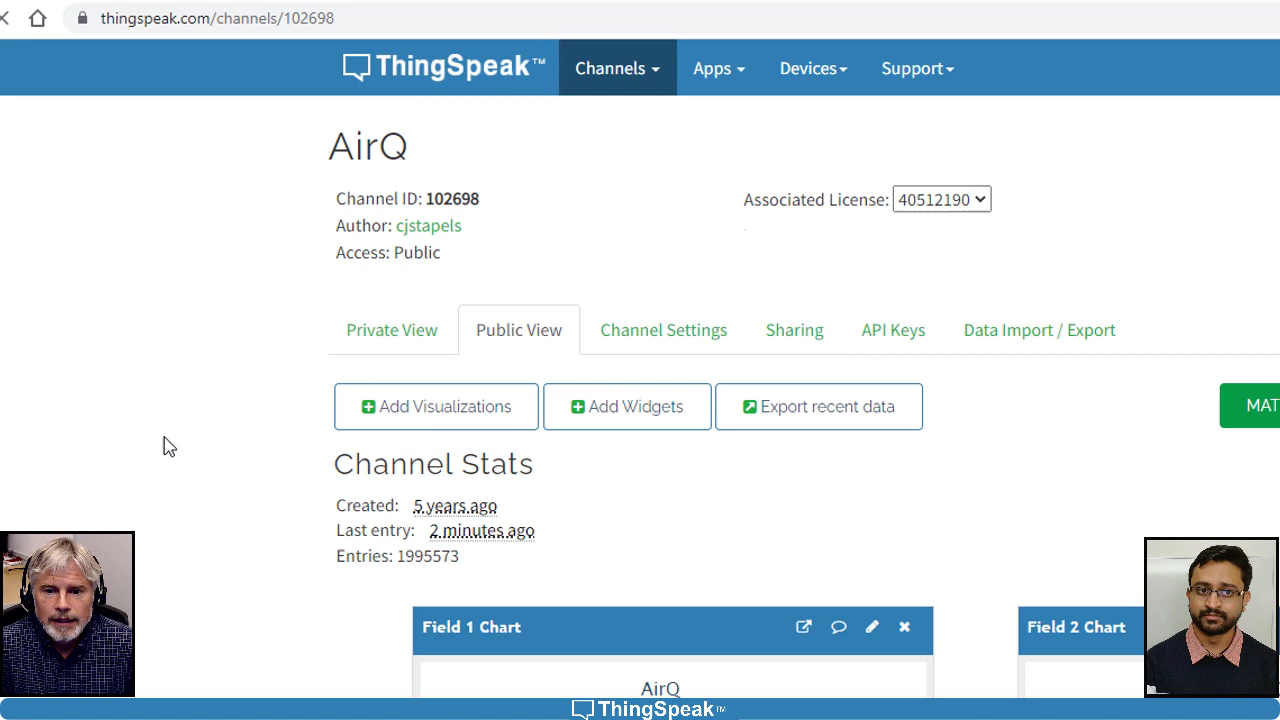 thingspeak.com/channels/102698
ThingSpeak™ Channels Apps Devices Support
AirQ
Channel ID: 102698
Associated License: 40512190
Author: cjstapels
Access: Public
Private View Public View Channel Settings Sharing API Keys Data Import / Export
Add Visualizations Add Widgets Export recent data MAT
Channel Stats
Created: 5 years ago
Last entry: 2 minutes ago
Entries: 1995573
Field 1 Chart Field 2 Chart
AirQ
ThingSpeak™